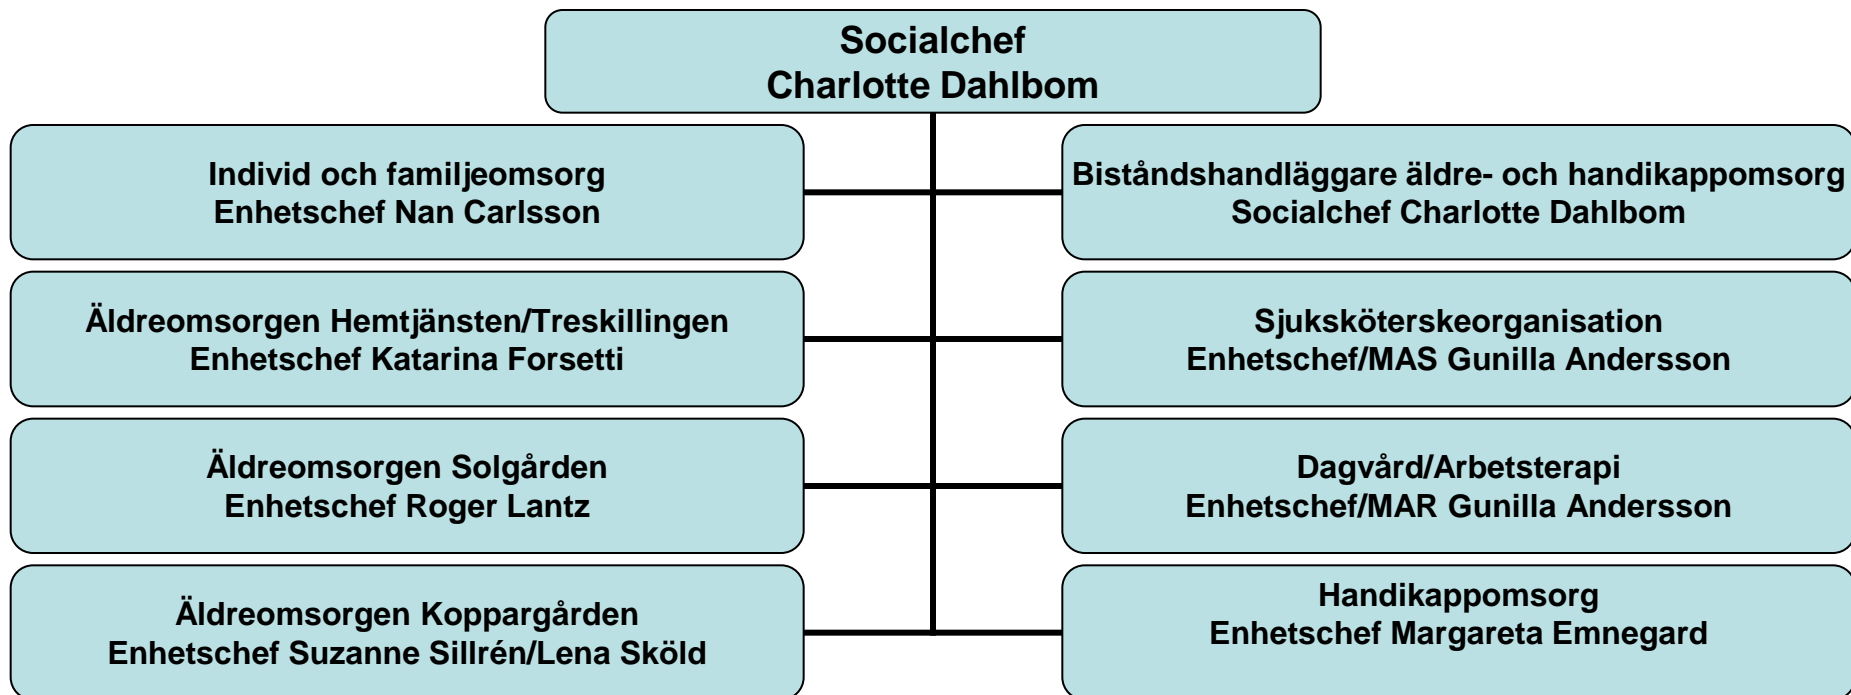 Socialchef
Charlotte Dahlbom
Individ och familjeomsorg
Enhetschef Nan Carlsson
Biståndshandläggare äldre- och handikappomsorg
Socialchef Charlotte Dahlbom
Äldreomsorgen Hemtjänsten/Treskillingen
Enhetschef Katarina Forsetti
Sjuksköterskeorganisation
Enhetschef/MAS Gunilla Andersson
Äldreomsorgen Solgården
Enhetschef Roger Lantz
Dagvård/Arbetsterapi
Enhetschef/MAR Gunilla Andersson
Äldreomsorgen Koppargården
Enhetschef Suzanne Sillrén/Lena Sköld
Handikappomsorg
Enhetschef Margareta Emnegard